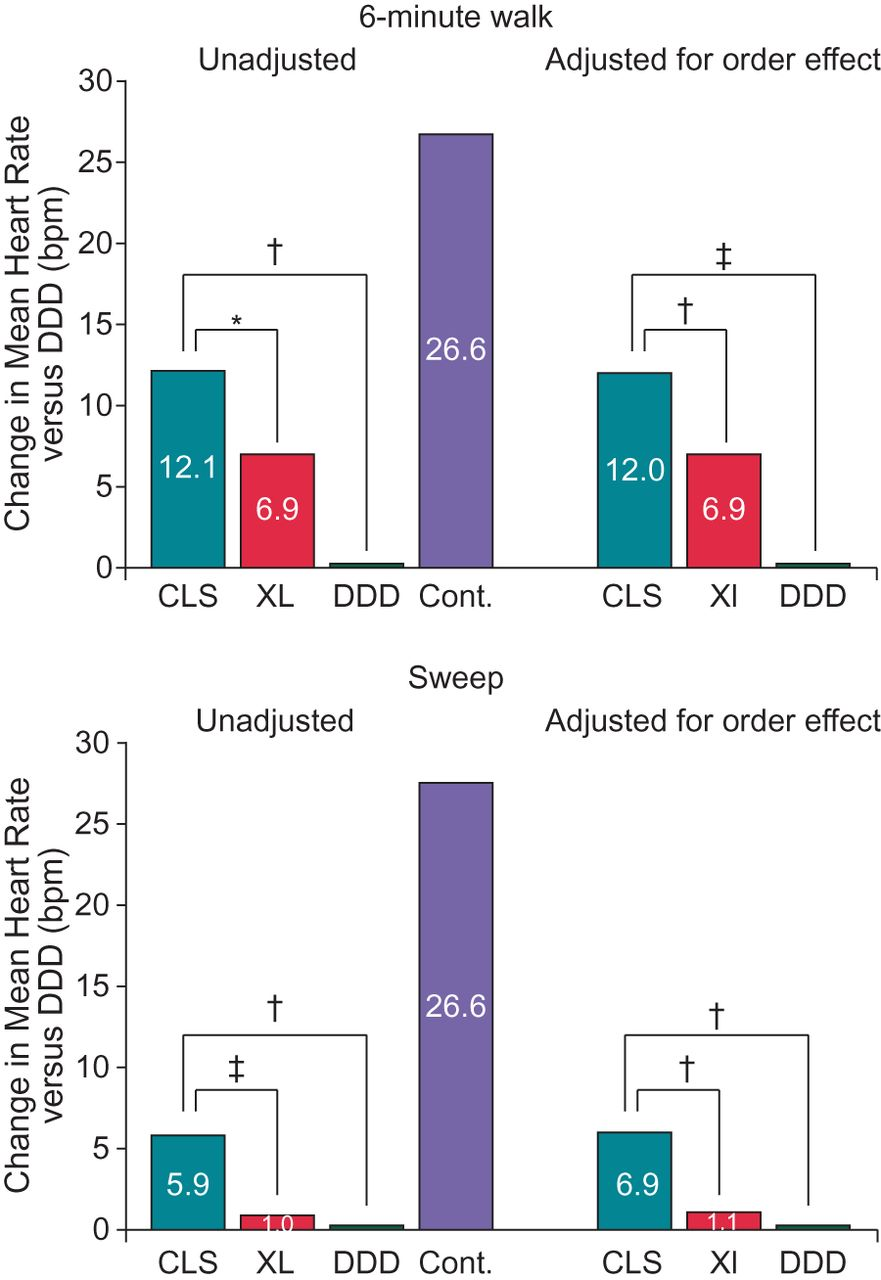 6-minute walk
Unadjusted
Adjusted for order effect
Change in Mean Heart Rate
versus DDD (bpm)
30
25
20
15
10
5
0
†
*
12.1
6.9
26.6
‡
†
12.0
6.9
CLS XL DDD Cont.
CLS XI DDD
Sweep
Unadjusted
Adjusted for order effect
Change in Mean Heart Rate
versus DDD (bpm)
30
25
20
15
10
5
0
†
‡
5.9
1.0
26.6
†
†
6.9
1.1
CLS XL DDD Cont.
CLS XI DDD